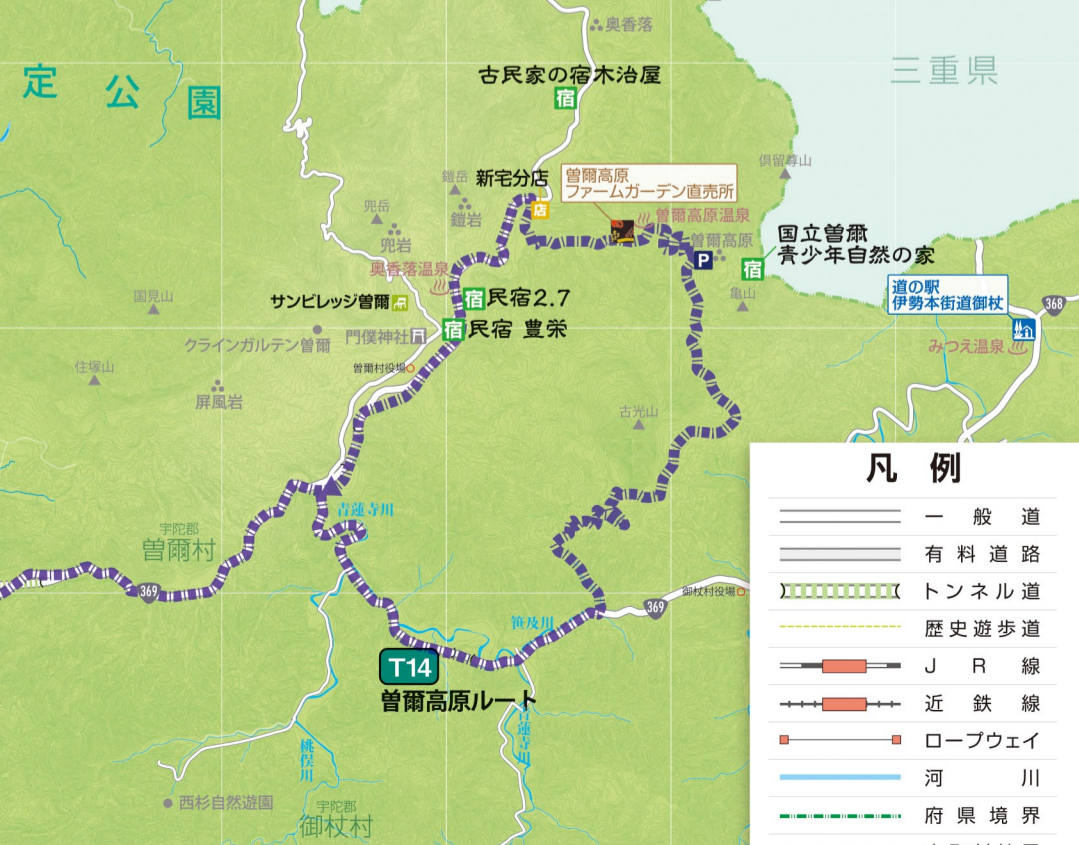 奥香落
三重県
定公園
古民家の宿木治屋
宿
倶留尊山
鎧岳
新宅分店
店
曽爾高原
ファームガーデン直売所
兜岳
鎧岩
曽爾高原温泉
兜岩
曽爾高原
P
国立曽爾
青少年自然の家
宿
奥香落温泉
亀山
道の駅
伊勢本街道御杖
368
国見山
サンビレッジ曽爾
宿
民宿2.7
宿
民宿 豊栄
門僕神社
クラインガルテン曽爾
みつえ温泉
住塚山
曽爾村役場
屏風岩
古光山
凡例
一般道
有料道路
トンネル道
歴史遊歩道
JR線
近鉄線
ロープウェイ
河川
府県境界
青蓮寺川
宇陀郡
曽爾村
369
御杖村役場
369
笹及川
T14
曽爾高原ルート
青蓮寺川
桃俣川
西杉自然遊園
宇陀郡
御杖村